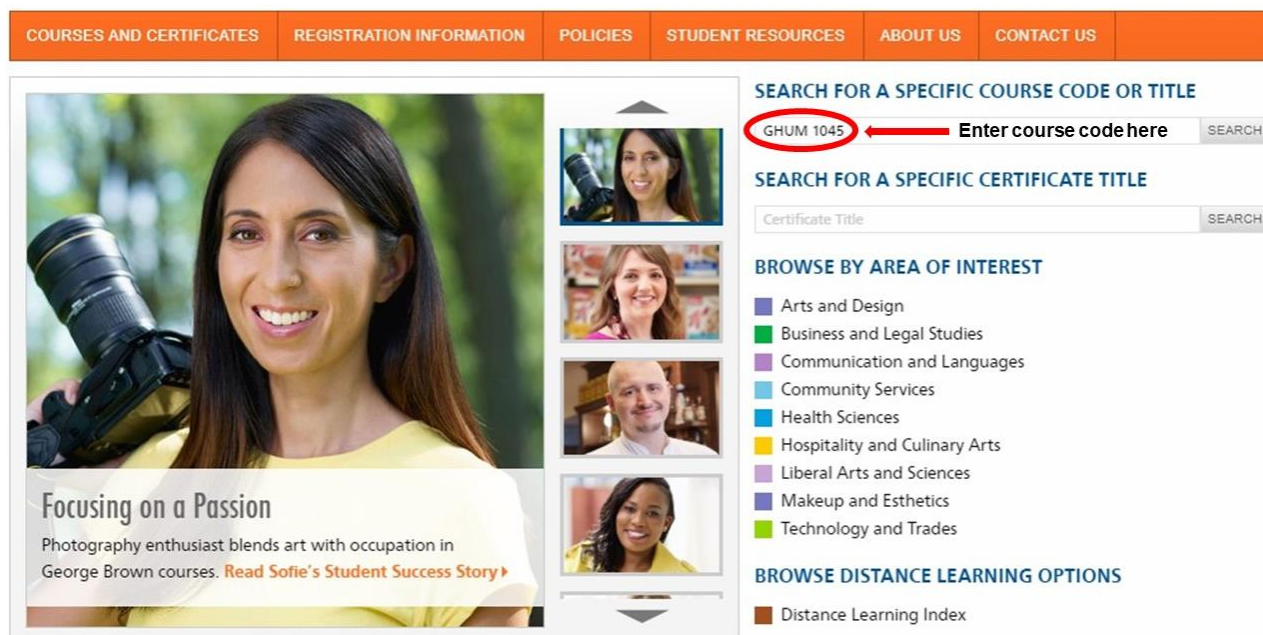 COURSES AND CERTIFICATES REGISTRATION INFORMATION POLICIES STUDENT RESOURCES ABOUT US CONTACT US
Focusing on a Passion
Photography enthusiast blends art with occupation in
George Brown courses. Read Sofie's Student Success Story
SEARCH FOR A SPECIFIC COURSE CODE OR TITLE
GHUM 1045 Enter course code here SEARCH
SEARCH FOR A SPECIFIC CERTIFICATE TITLE
Certificate Title SEARCH
BROWSE BY AREA OF INTEREST
Arts and Design
Business and Legal Studies
Communication and Languages
Community Services
Health Sciences
Hospitality and Culinary Arts
Liberal Arts and Sciences
Makeup and Esthetics
Technology and Trades
BROWSE DISTANCE LEARNING OPTIONS
Distance Learning Index